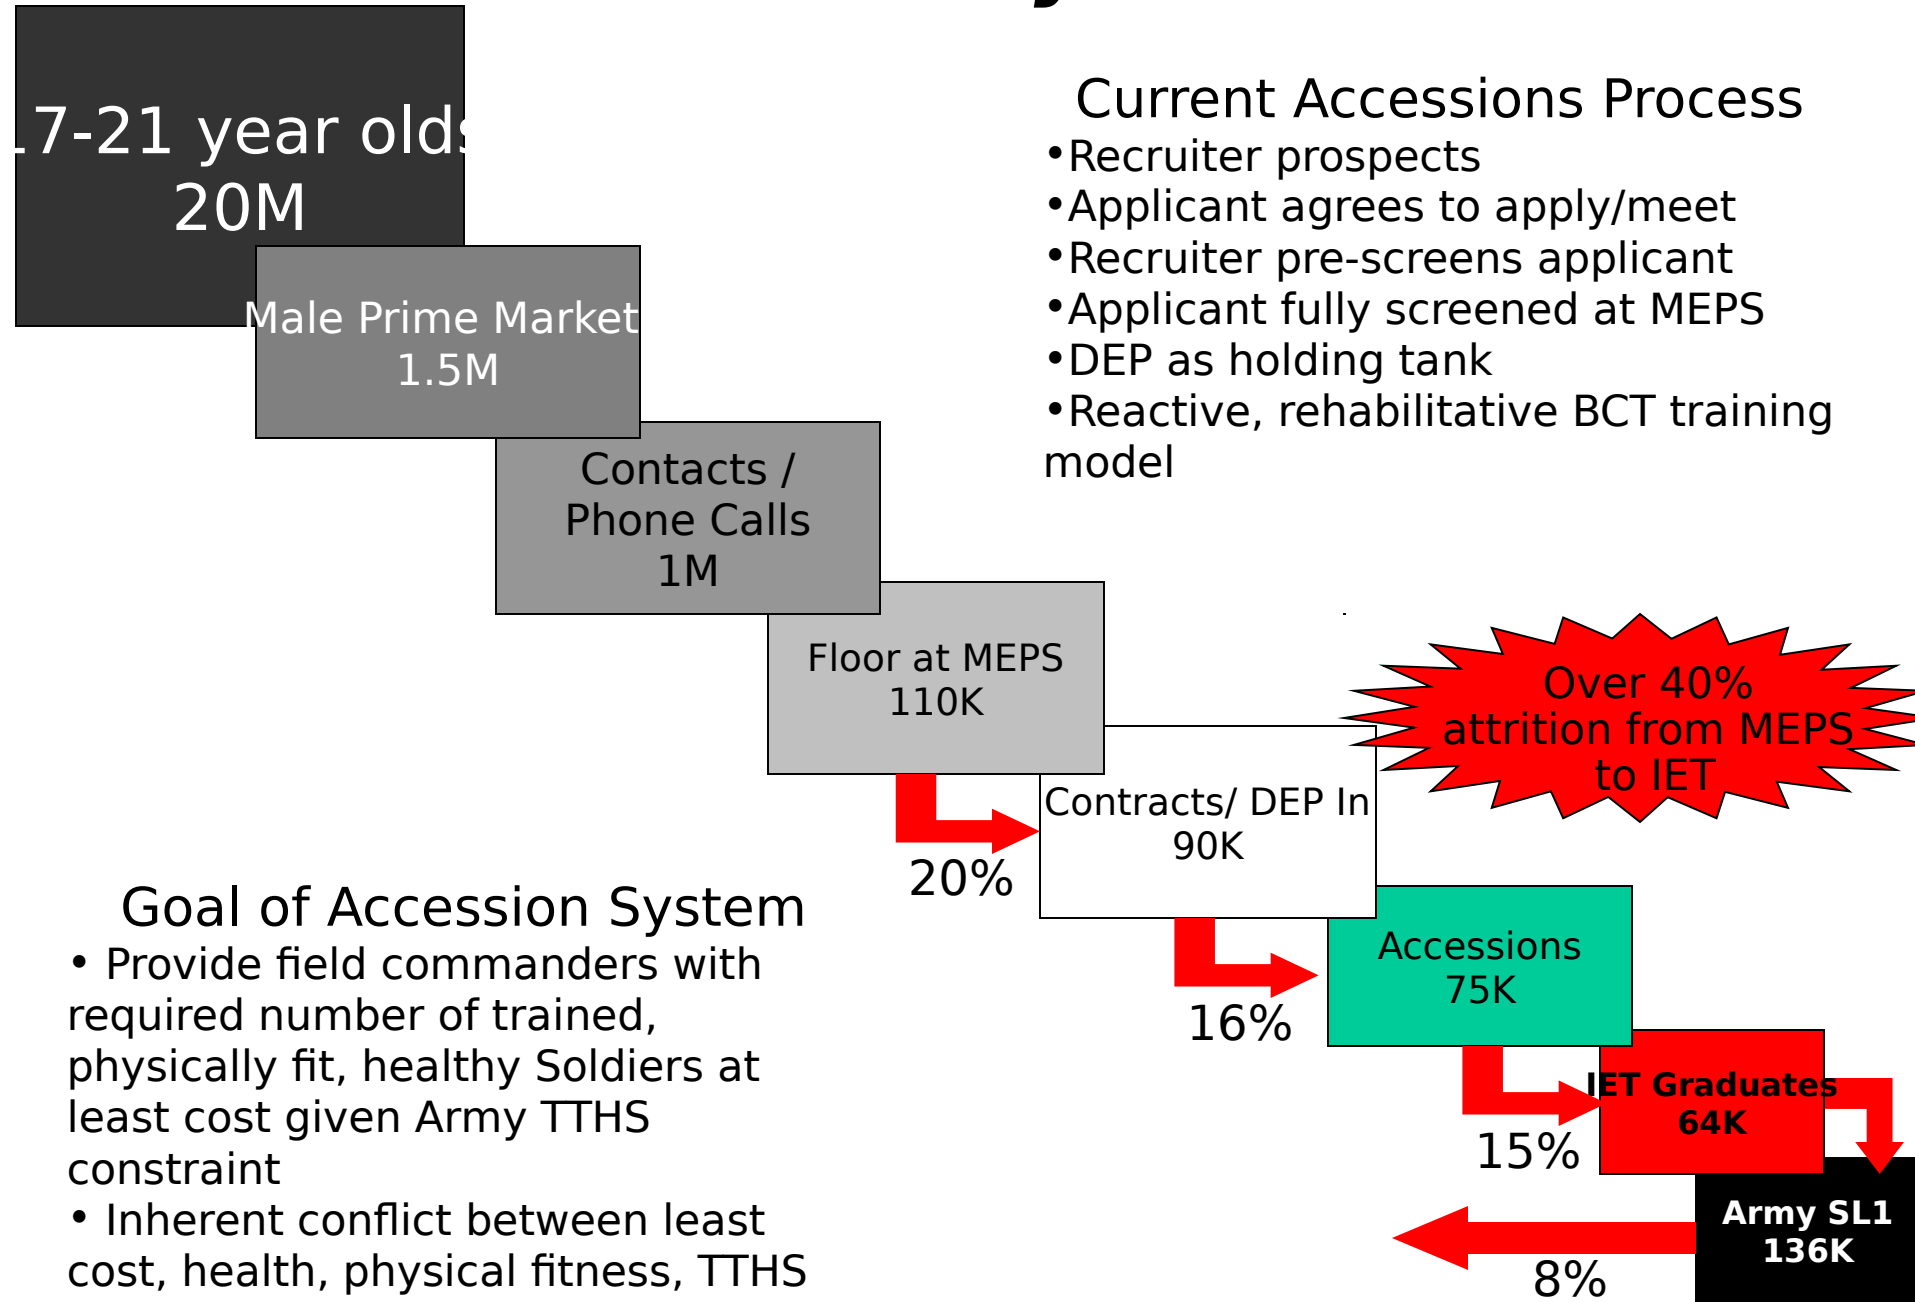 7-21 year olds
20M
Male Prime Market
1.5M
Contacts /
Phone Calls
1M
Floor at MEPS
110K
Contracts/ DEP In
90K
Accessions
75K
IET Graduates
64K
Army SL1
136K
20%
16%
15%
8%
Over 40%
attrition from MEPS
to IET
Current Accessions Process
•Recruiter prospects
•Applicant agrees to apply/meet
•Recruiter pre-screens applicant
•Applicant fully screened at MEPS
•DEP as holding tank
•Reactive, rehabilitative BCT training
model
Goal of Accession System
• Provide field commanders with
required number of trained,
physically fit, healthy Soldiers at
least cost given Army TTHS
constraint
• Inherent conflict between least
cost, health, physical fitness, TTHS